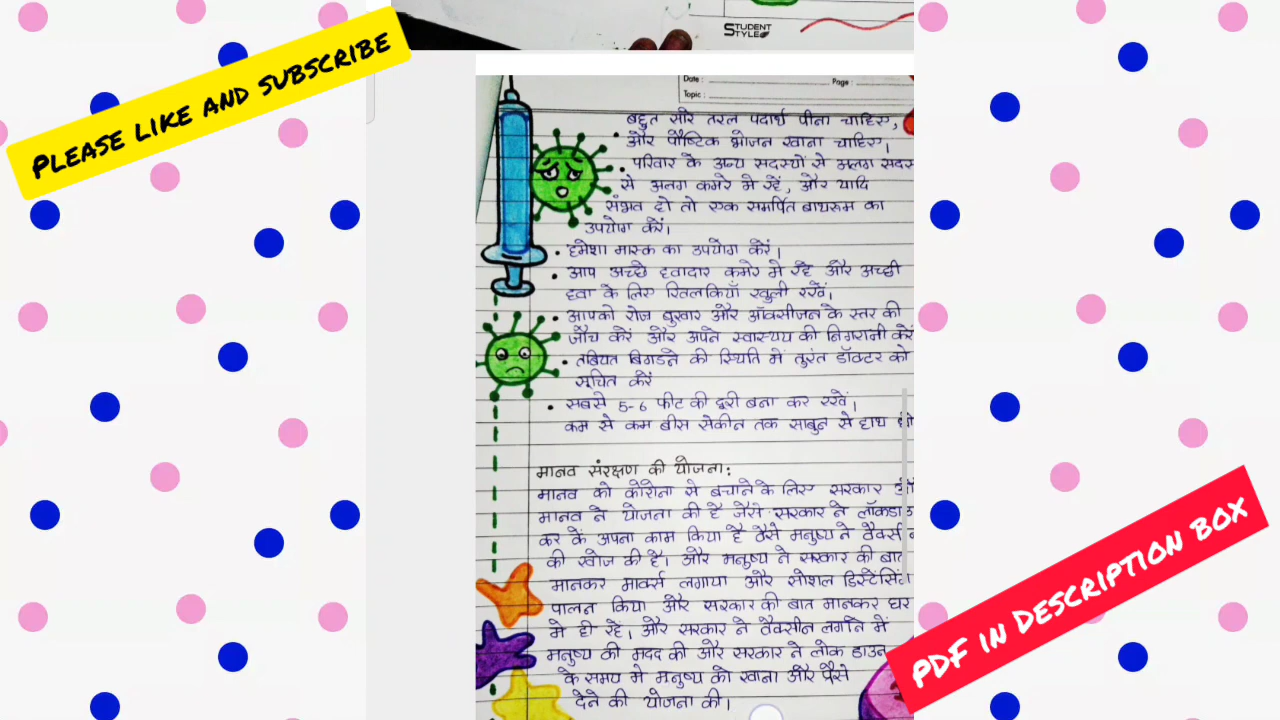 PLEASE LIKE AND SUBSCRIBE
STUDENT STYLE
Date : Page :
Topic :
बहुत सारे तरल पदार्थ पीना चाहिए,
और पौष्टिक भोजन खाना चाहिए।
परिवार के अन्य सदस्यों से अलग
से अलग कमरे में रहें, और यादि
संभव हो तो एक समर्पित बाथरूम का
उपयोग करें।
हमेशा मास्क का उपयोग करें।
आप अच्छे हवादार कमरे में रहे और अच्छी
हवा के लिए खिलकियाँ खुली रखें।
आपको रोज बुखार और ऑक्सीजन के स्तर की
जाँच करें और अपने स्वास्थ्य की निगरानी करें
तबियत बिगडने की स्थिति में तुरंत डॉक्टर को
सूचित करें
सबसे 5-6 फीट की दूरी बना कर रखें।
कम से कम बीस सेकीन तक साबुन से हाथ
मानव संरक्षण की योजना:
मानव को कोरोना से बचाने के लिए सरकार
मानव ने योजना की है जैसे सरकार ने
कर के अपना काम किया है वैसे मनुष्य ने
की खोज की है। और मनुष्य ने सरकार की बात
मानकर मार्क्स लगाया और सोशल
पालन किया और सरकार की बात मानकर घर
मे ही रहें। और सरकार ने वैक्सीन लगाने में
मनुष्य की मदद की और सरकार ने लोक डाउन
के समय मे मनुष्य को खाना और पैसे
देने की योजना की।
PDF IN DESCRIPTION BOX